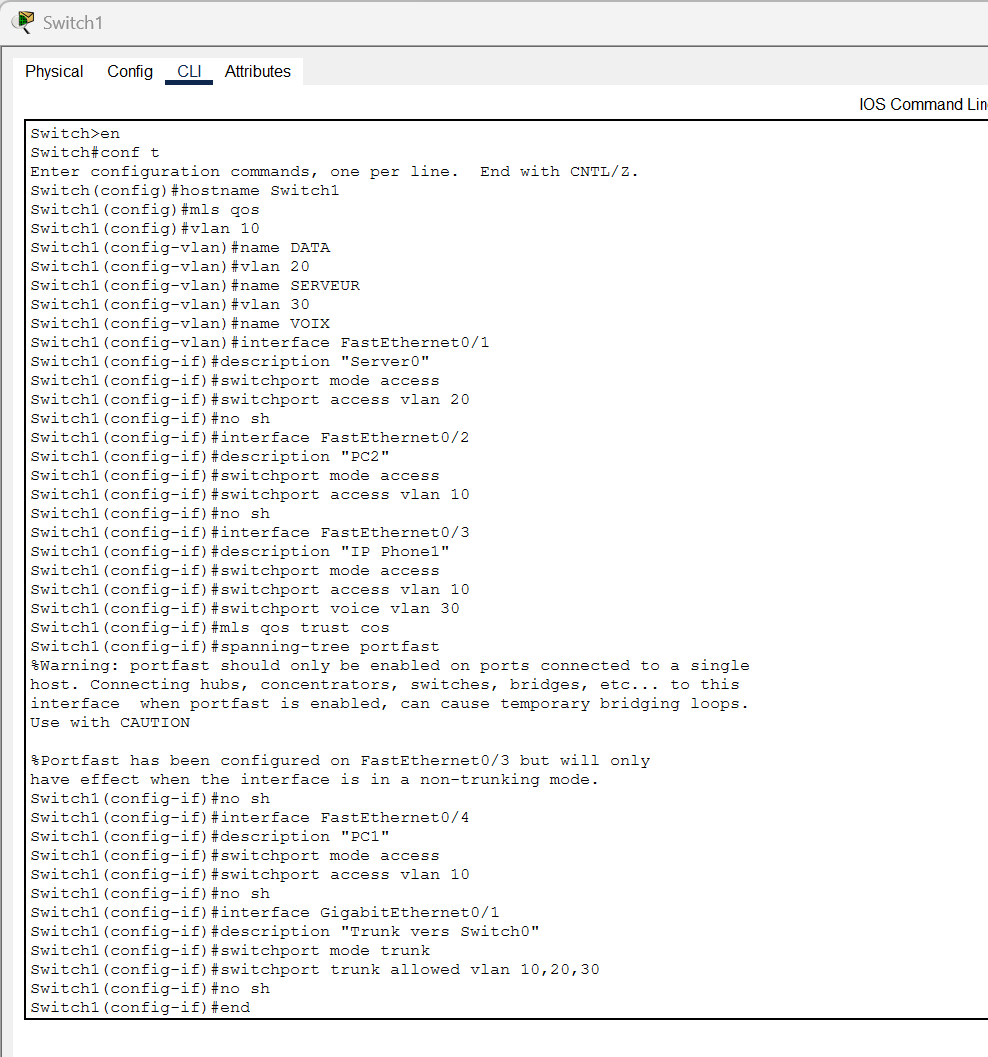 Switch1
Physical Config CLI Attributes
IOS Command Lin
Switch>en
Switch#conf t
Enter configuration commands, one per line.  End with CNTL/Z.
Switch(config)#hostname Switch1
Switch1(config)#mls qos
Switch1(config)#vlan 10
Switch1(config-vlan)#name DATA
Switch1(config-vlan)#vlan 20
Switch1(config-vlan)#name SERVEUR
Switch1(config-vlan)#vlan 30
Switch1(config-vlan)#name VOIX
Switch1(config-vlan)#interface FastEthernet0/1
Switch1(config-if)#description "Server0"
Switch1(config-if)#switchport mode access
Switch1(config-if)#switchport access vlan 20
Switch1(config-if)#no sh
Switch1(config-if)#interface FastEthernet0/2
Switch1(config-if)#description "PC2"
Switch1(config-if)#switchport mode access
Switch1(config-if)#switchport access vlan 10
Switch1(config-if)#no sh
Switch1(config-if)#interface FastEthernet0/3
Switch1(config-if)#description "IP Phone1"
Switch1(config-if)#switchport mode access
Switch1(config-if)#switchport access vlan 10
Switch1(config-if)#switchport voice vlan 30
Switch1(config-if)#mls qos trust cos
Switch1(config-if)#spanning-tree portfast
%Warning: portfast should only be enabled on ports connected to a single
host. Connecting hubs, concentrators, switches, bridges, etc... to this
interface  when portfast is enabled, can cause temporary bridging loops.
Use with CAUTION
%Portfast has been configured on FastEthernet0/3 but will only
have effect when the interface is in a non-trunking mode.
Switch1(config-if)#no sh
Switch1(config-if)#interface FastEthernet0/4
Switch1(config-if)#description "PC1"
Switch1(config-if)#switchport mode access
Switch1(config-if)#switchport access vlan 10
Switch1(config-if)#no sh
Switch1(config-if)#interface GigabitEthernet0/1
Switch1(config-if)#description "Trunk vers Switch0"
Switch1(config-if)#switchport mode trunk
Switch1(config-if)#switchport trunk allowed vlan 10,20,30
Switch1(config-if)#no sh
Switch1(config-if)#end